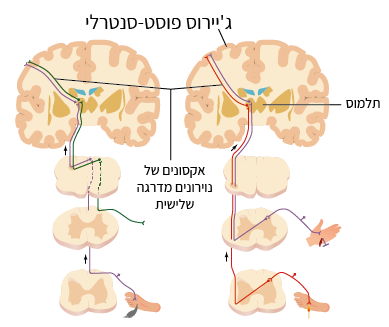 ג'יירוס פוסט-סנטרלי
תלמוס
אקסונים של
נוירונים מדרגה
שלישית